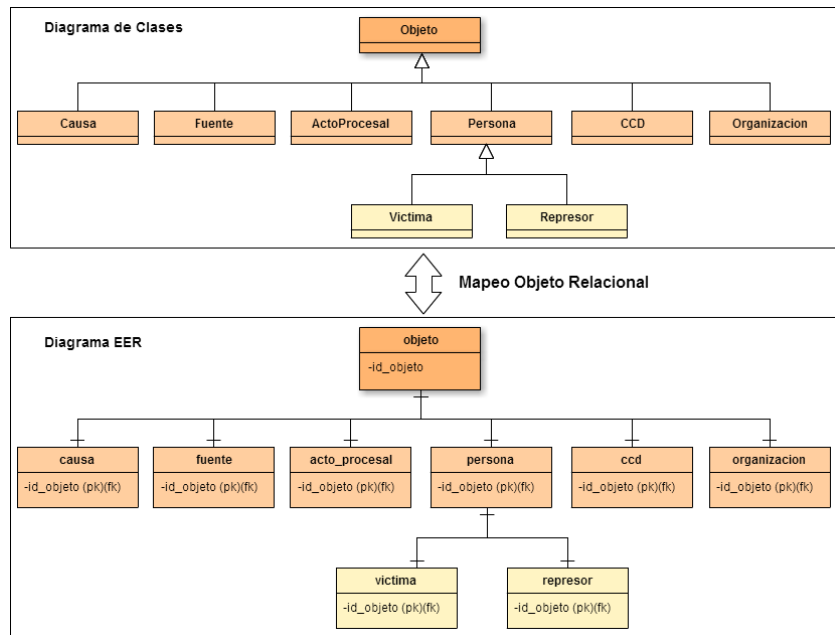 Diagrama de Clases
Objeto
Causa
Fuente
ActoProcesal
Persona
CCD
Organizacion
Victima
Represor
Mapeo Objeto Relacional
Diagrama EER
objeto
-id_objeto
causa
-id_objeto (pk)(fk)
fuente
-id_objeto (pk)(fk)
acto_procesal
-id_objeto (pk)(fk)
persona
-id_objeto (pk)(fk)
ccd
-id_objeto (pk)(fk)
organizacion
-id_objeto (pk)(fk)
victima
-id_objeto (pk)(fk)
represor
-id_objeto (pk)(fk)